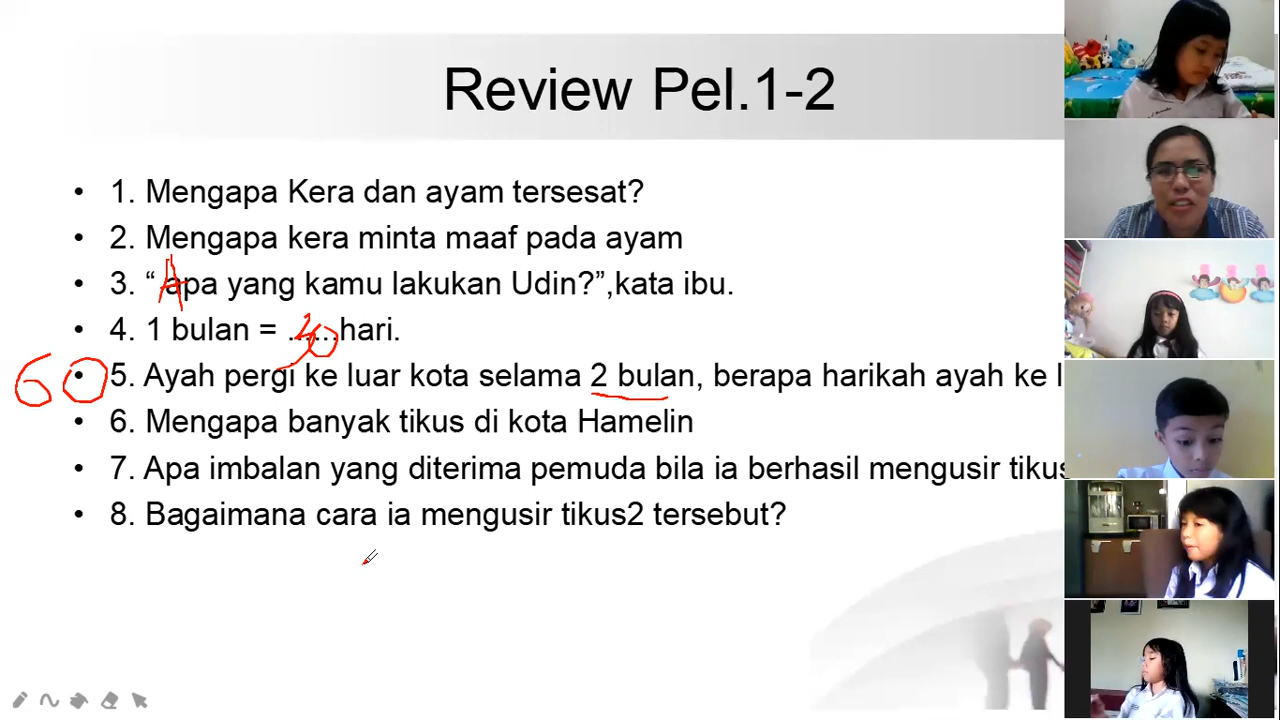 Review Pel.1-2
• 1. Mengapa Kera dan ayam tersesat?
• 2. Mengapa kera minta maaf pada ayam
• 3. “ Apa yang kamu lakukan Udin?”,kata ibu.
• 4. 1 bulan = ..30...hari.
60 • 5. Ayah pergi ke luar kota selama 2 bulan, berapa harikah ayah ke l
• 6. Mengapa banyak tikus di kota Hamelin
• 7. Apa imbalan yang diterima pemuda bila ia berhasil mengusir tikus
• 8. Bagaimana cara ia mengusir tikus2 tersebut?